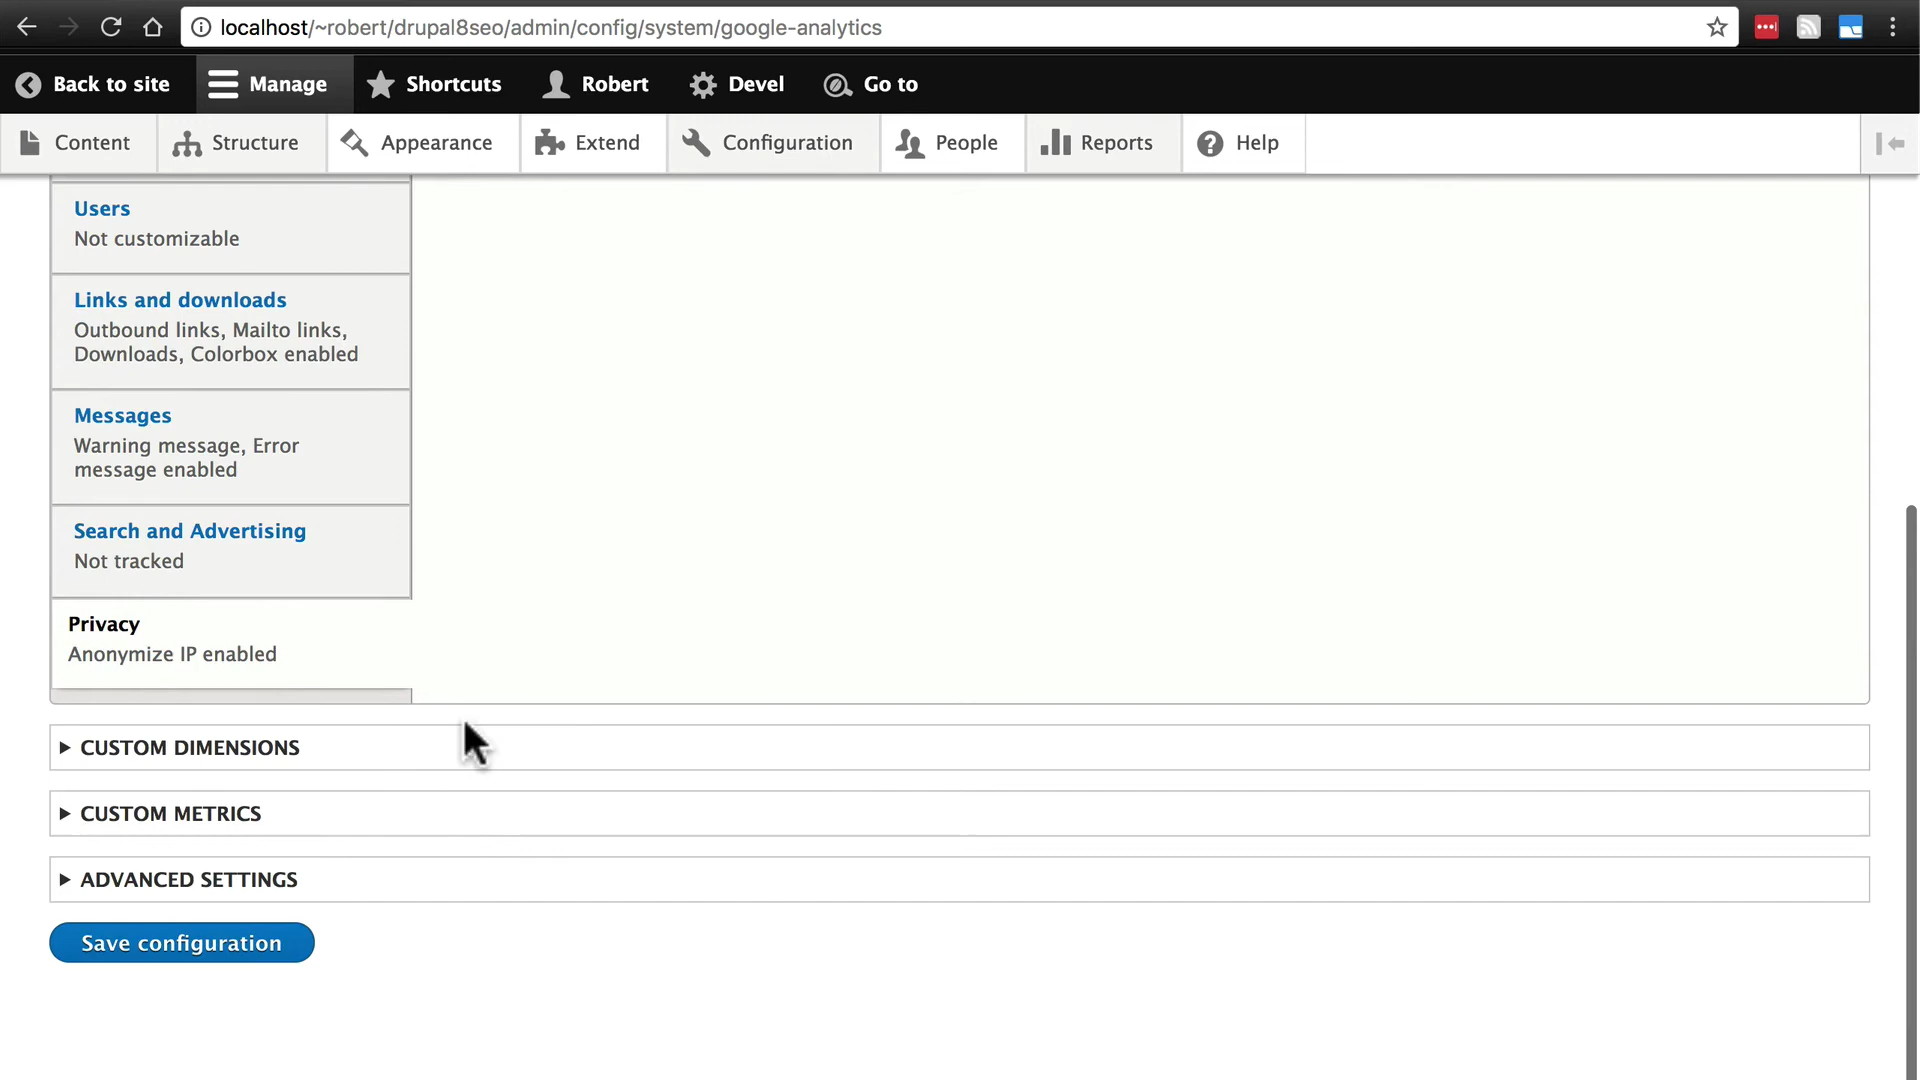 localhost/~robert/drupal8seo/admin/config/system/google-analytics
Back to site
Manage
Shortcuts
Robert
Devel
Go to
Content
Structure
Appearance
Extend
Configuration
People
Reports
Help
Users
Not customizable
Links and downloads
Outbound links, Mailto links,
Downloads, Colorbox enabled
Messages
Warning message, Error
message enabled
Search and Advertising
Not tracked
Privacy
Anonymize IP enabled
CUSTOM DIMENSIONS
CUSTOM METRICS
ADVANCED SETTINGS
Save configuration